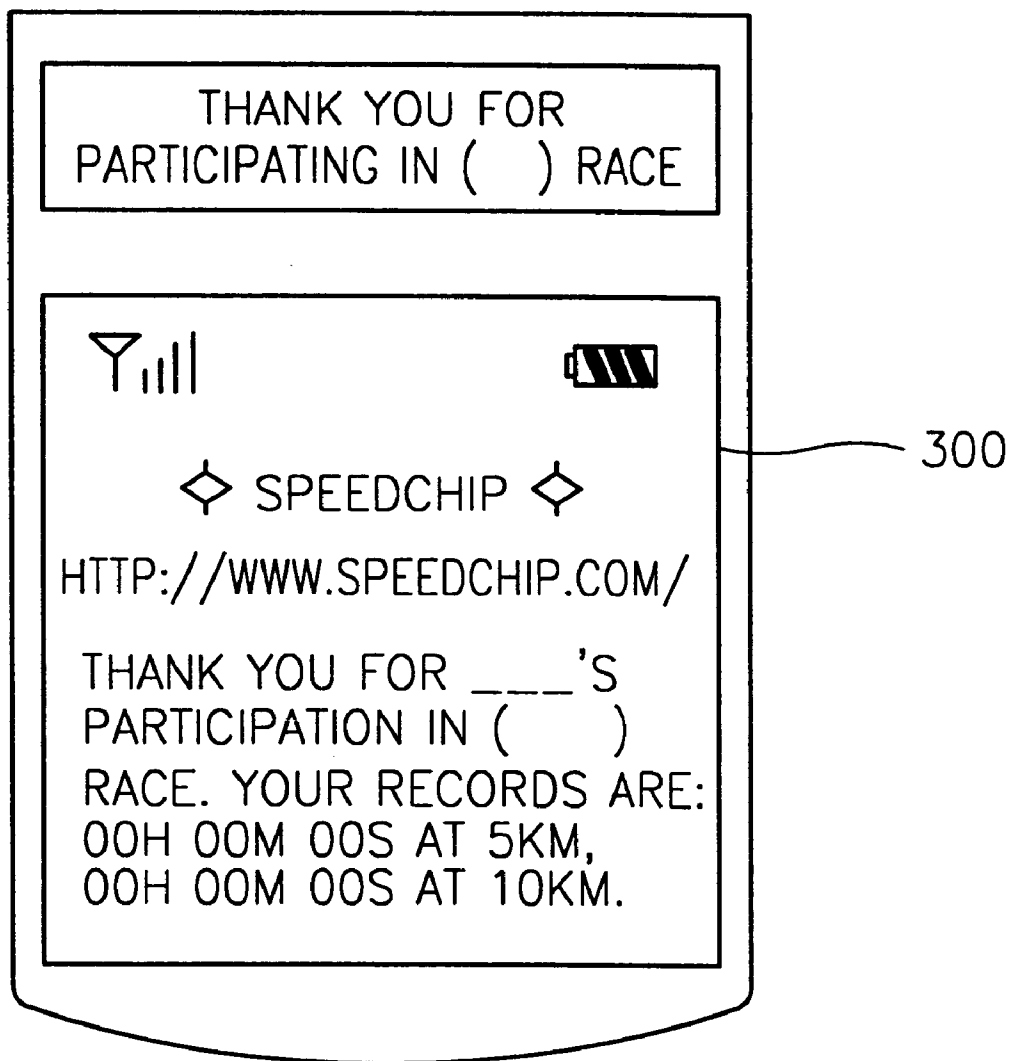 THANK YOU FOR
PARTICIPATING IN (   ) RACE
300
SPEEDCHIP
HTTP://WWW.SPEEDCHIP.COM/
THANK YOU FOR ___'S
PARTICIPATION IN (     )
RACE. YOUR RECORDS ARE:
00H 00M 00S AT 5KM,
00H 00M 00S AT 10KM.